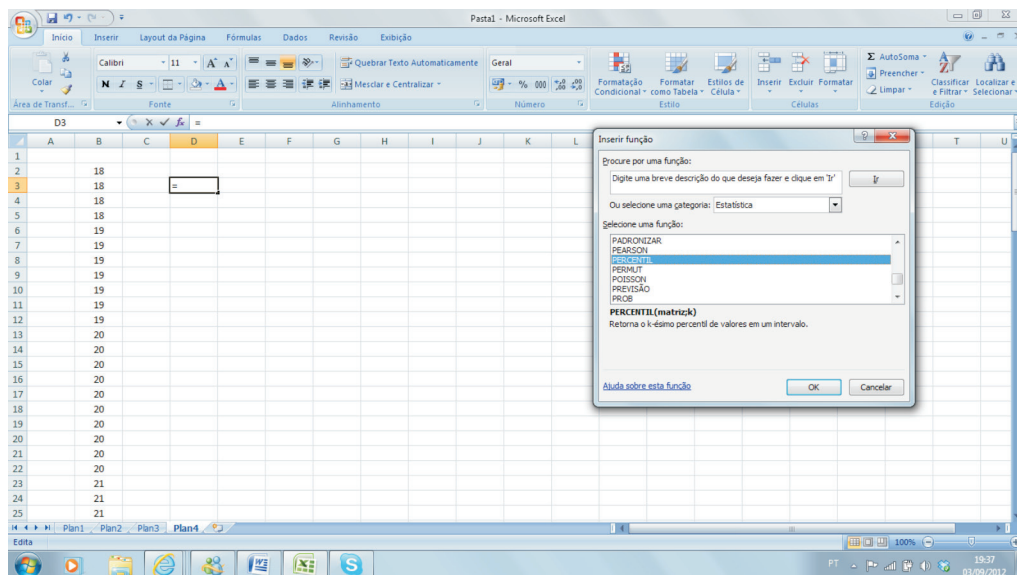 Pasta1 - Microsoft Excel
Início Inserir Layout da Página Fórmulas Dados Revisão Exibição
Colar
Calibri 11
N I S
Quebrar Texto Automaticamente
Mesclar e Centralizar
Geral
% 000
Formatação Condicional
Formatar como Tabela
Estilos de Célula
Inserir Excluir Formatar
Σ AutoSoma
Preencher
Limpar
Classificar e Filtrar
Localizar e Selecionar
Área de Transf... Fonte Alinhamento Número Estilo Células Edição
D3 fx =
A B C D E F G H I J K L T U
1
2 18
3 18 =
4 18
5 18
6 19
7 19
8 19
9 19
10 19
11 19
12 19
13 20
14 20
15 20
16 20
17 20
18 20
19 20
20 20
21 20
22 20
23 21
24 21
25 21
Inserir função
Procure por uma função:
Digite uma breve descrição do que deseja fazer e clique em 'Ir'
Ir
Ou selecione uma categoria: Estatística
Selecione uma função:
PADRONIZAR
PEARSON
PERCENTIL
PERMUT
POISSON
PREVISÃO
PROB
PERCENTIL(matriz;k)
Retorna o k-ésimo percentil de valores em um intervalo.
Ajuda sobre esta função
OK Cancelar
Plan1 Plan2 Plan3 Plan4
Edita 100%
PT 19:37
03/09/2012